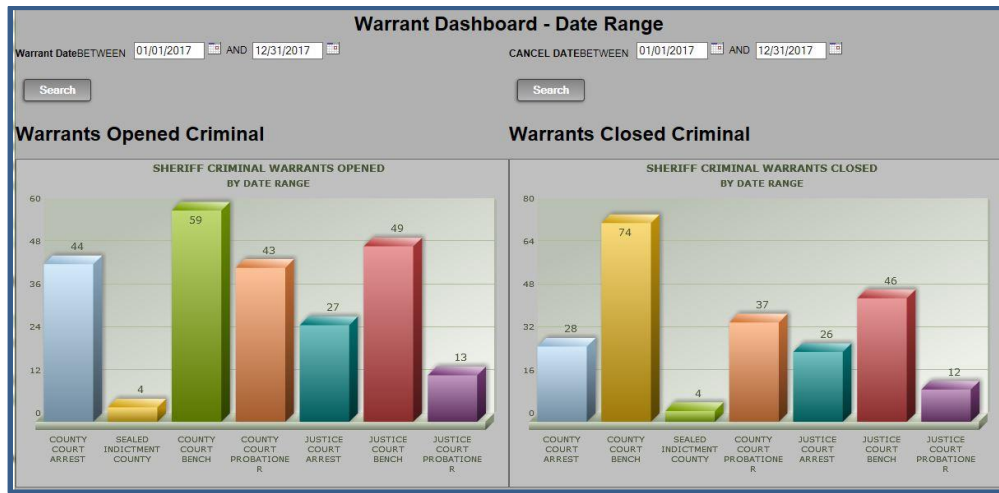 Warrant Dashboard - Date Range
Warrant DateBETWEEN 01/01/2017 AND 12/31/2017
CANCEL DATEBETWEEN 01/01/2017 AND 12/31/2017
Search
Search
Warrants Opened Criminal
SHERIFF CRIMINAL WARRANTS OPENED
BY DATE RANGE
60
48
36
24
12
0
44
4
59
43
27
49
13
COUNTY
COURT
ARREST
SEALED
INDICTMENT
COUNTY
COUNTY
COURT
BENCH
COUNTY
COURT
PROBATIONE
R
JUSTICE
COURT
ARREST
JUSTICE
COURT
BENCH
JUSTICE
COURT
PROBATIONE
R
Warrants Closed Criminal
SHERIFF CRIMINAL WARRANTS CLOSED
BY DATE RANGE
80
64
48
32
16
0
28
74
4
37
26
46
12
COUNTY
COURT
ARREST
COUNTY
COURT
BENCH
SEALED
INDICTMENT
COUNTY
COUNTY
COURT
PROBATIONE
R
JUSTICE
COURT
ARREST
JUSTICE
COURT
BENCH
JUSTICE
COURT
PROBATIONE
R